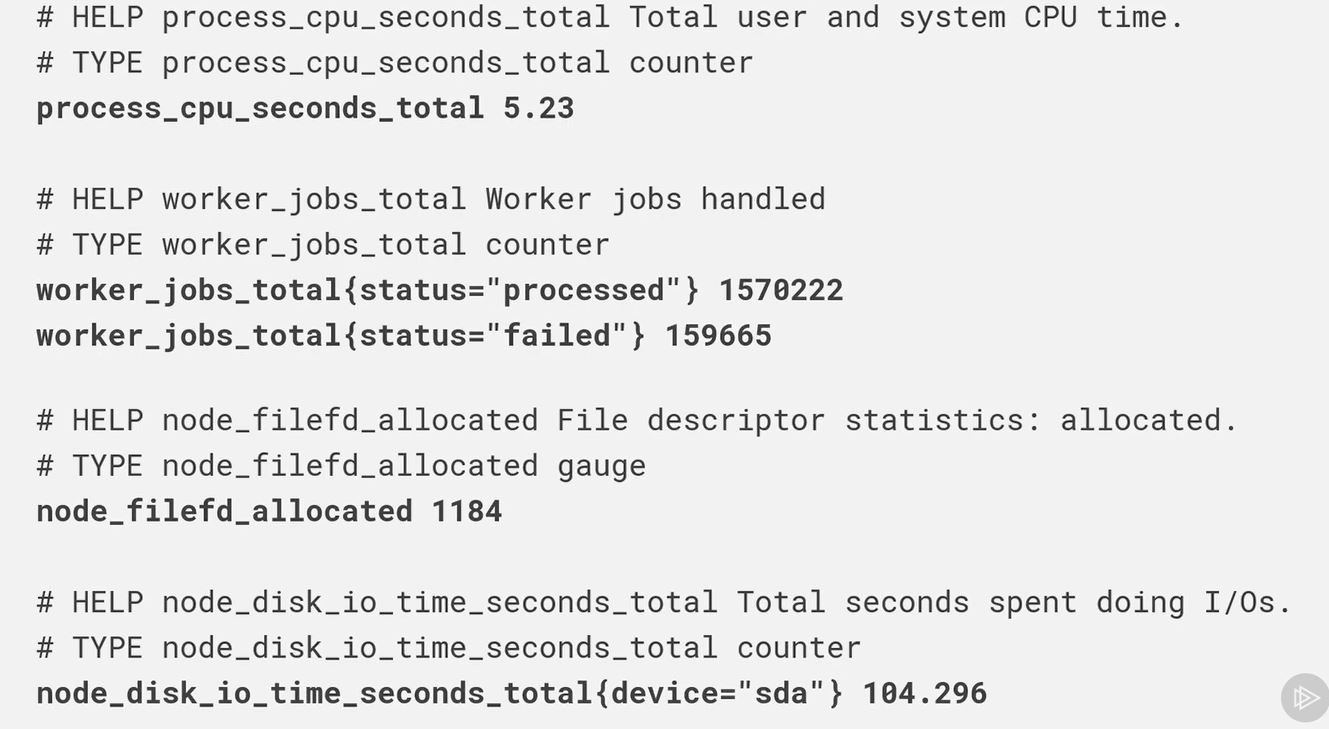 # HELP process_cpu_seconds_total Total user and system CPU time.
# TYPE process_cpu_seconds_total counter
process_cpu_seconds_total 5.23
# HELP worker_jobs_total Worker jobs handled
# TYPE worker_jobs_total counter
worker_jobs_total{status="processed"} 1570222
worker_jobs_total{status="failed"} 159665
# HELP node_filefd_allocated File descriptor statistics: allocated.
# TYPE node_filefd_allocated gauge
node_filefd_allocated 1184
# HELP node_disk_io_time_seconds_total Total seconds spent doing I/Os.
# TYPE node_disk_io_time_seconds_total counter
node_disk_io_time_seconds_total{device="sda"} 104.296